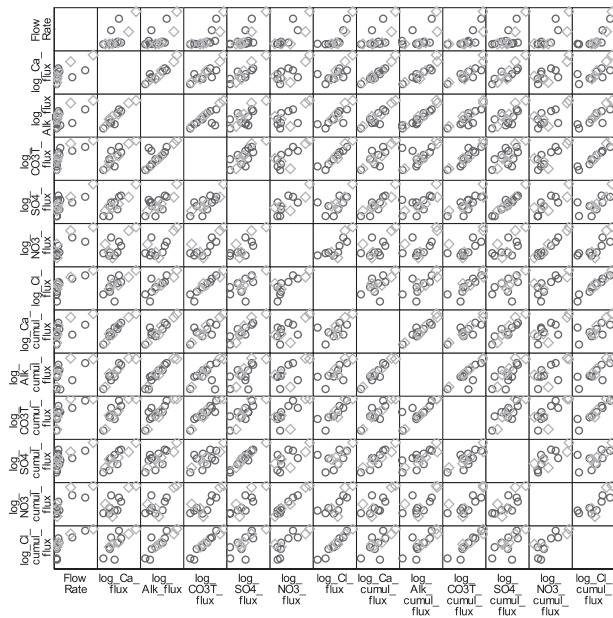 Flow
Rate
log_Ca_
flux
log_
Alk_flux
log_
CO3T_
flux
log_
SO4_
flux
log_
NO3_
flux
log_Cl_
flux
log_Ca_
cumul_
flux
log_
Alk_
cumul_
flux
log_
CO3T_
cumul_
flux
log_
SO4_
cumul_
flux
log_
NO3_
cumul_
flux
log_Cl_
cumul_
flux
Flow
Rate
log_Ca_
flux
log_
Alk_flux
log_
CO3T_
flux
log_
SO4_
flux
log_
NO3_
flux
log_Cl_
flux
log_Ca_
cumul_
flux
log_
Alk_
cumul_
flux
log_
CO3T_
cumul_
flux
log_
SO4_
cumul_
flux
log_
NO3_
cumul_
flux
log_Cl_
cumul_
flux